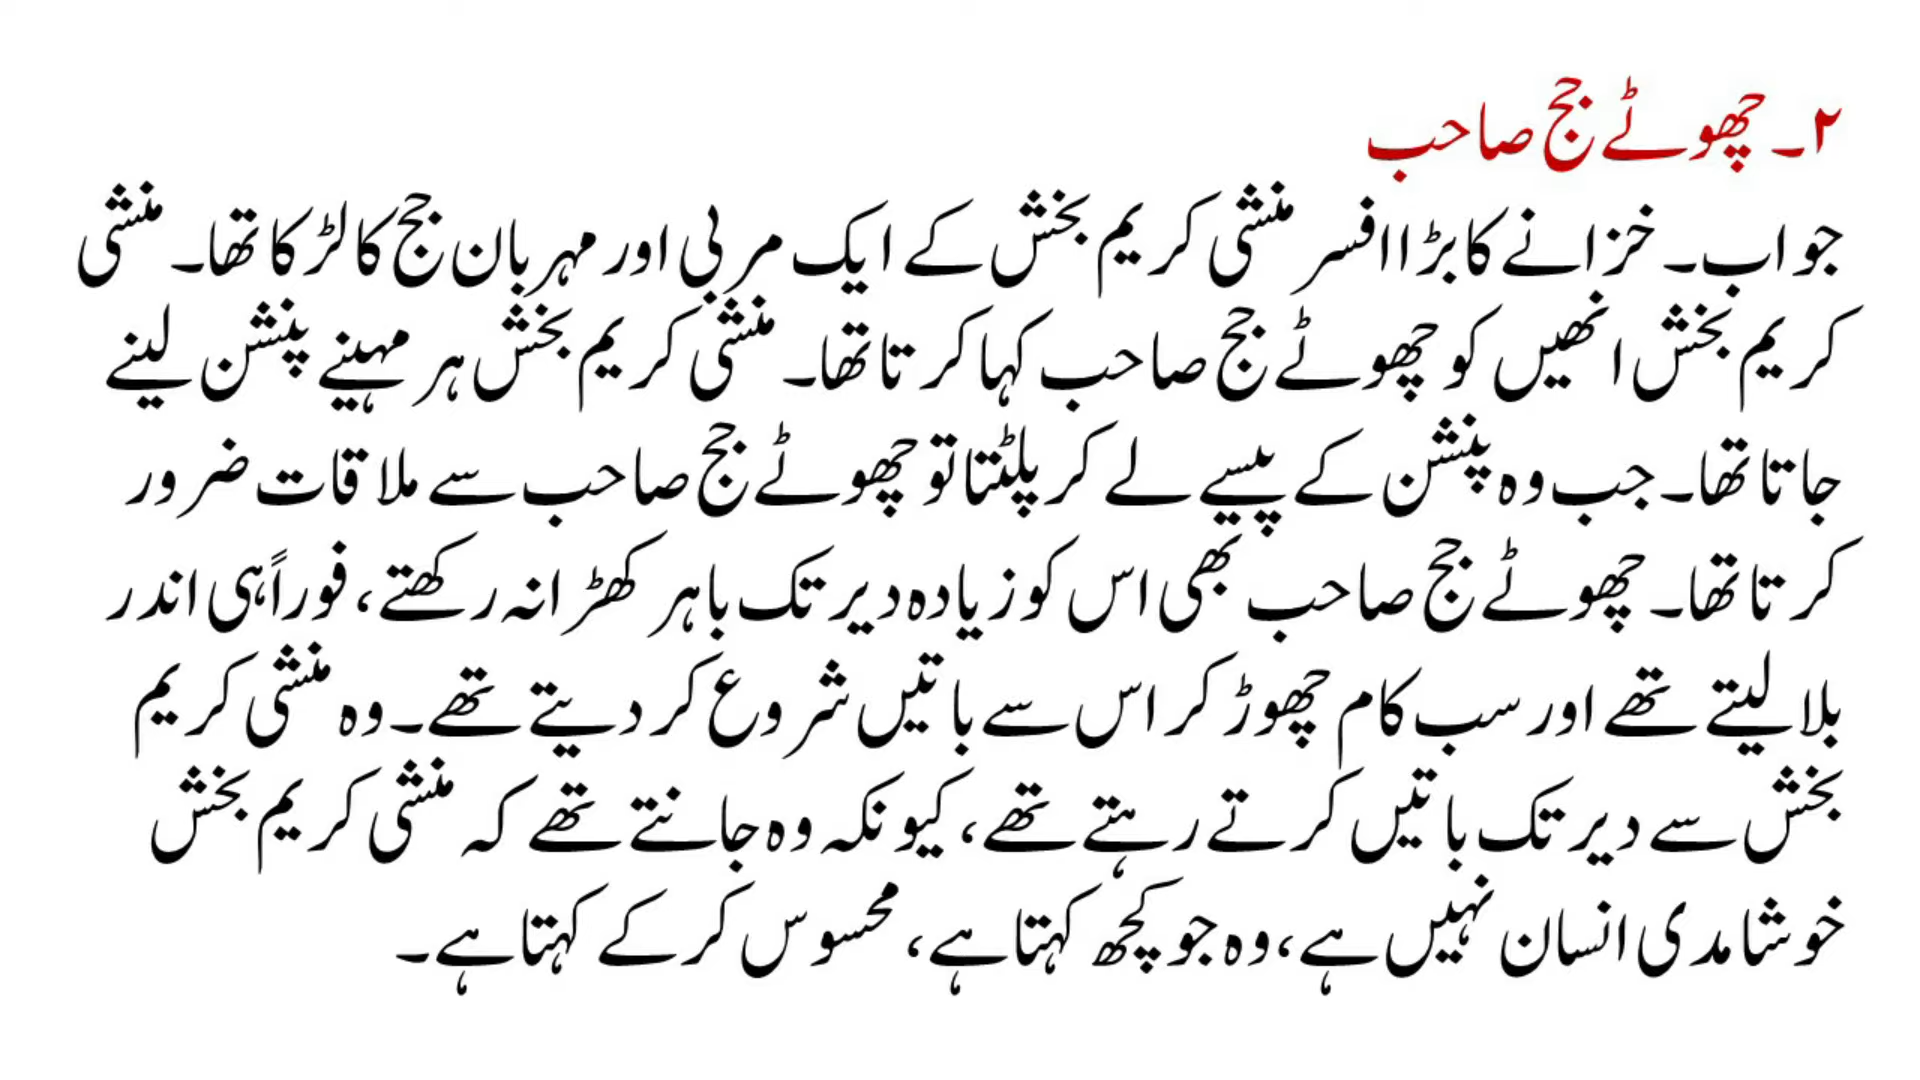 ۲۔ چھوٹے جج صاحب
جواب۔ خزانے کا بڑا افسر منشی کریم بخش کے ایک مربی اور مہربان جج کا لڑکا تھا۔ منشی
کریم بخش انھیں کو چھوٹے جج صاحب کہا کرتا تھا۔ منشی کریم بخش ہر مہینے پنشن لینے
جاتا تھا۔ جب وہ پنشن کے پیسے لے کر پلٹتا تو چھوٹے جج صاحب سے ملاقات ضرور
کرتا تھا۔ چھوٹے جج صاحب بھی اس کو زیادہ دیر تک باہر کھڑا نہ رکھتے، فوراً ہی اندر
بلا لیتے تھے اور سب کام چھوڑ کر اس سے باتیں شروع کر دیتے تھے۔ وہ منشی کریم
بخش سے دیر تک باتیں کرتے رہتے تھے، کیونکہ وہ جانتے تھے کہ منشی کریم بخش
خوشامدی انسان نہیں ہے، وہ جو کچھ کہتا ہے، محسوس کر کے کہتا ہے۔